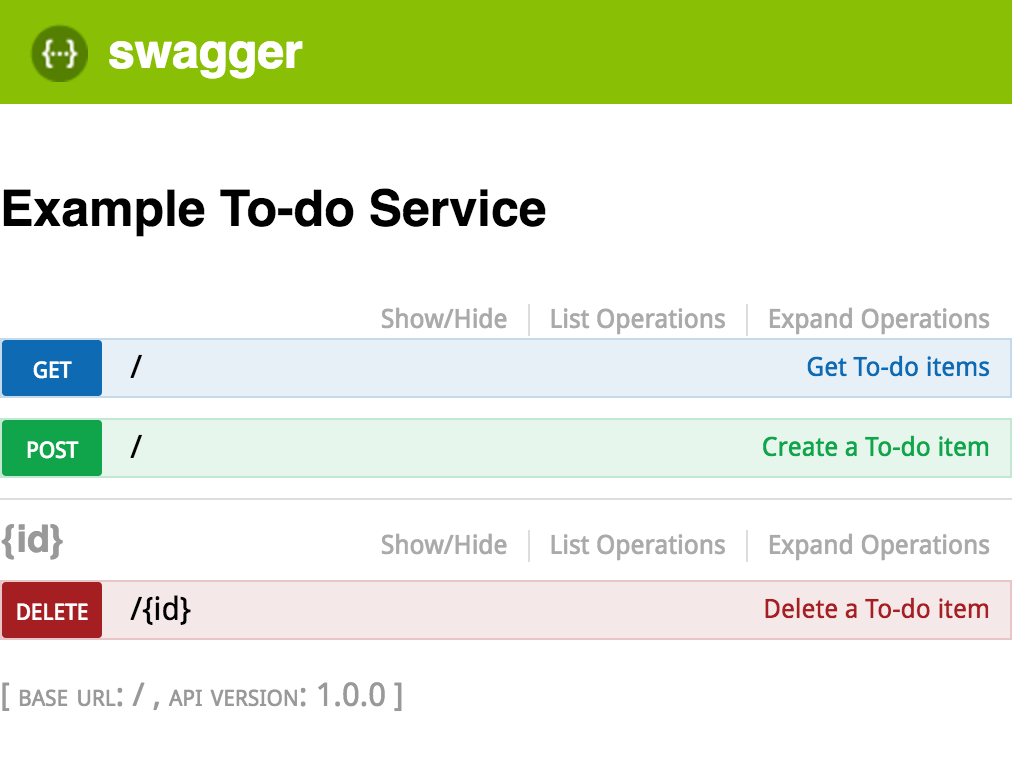 {···} swagger
Example To-do Service
Show/Hide List Operations Expand Operations
GET / Get To-do items
POST / Create a To-do item
{id} Show/Hide List Operations Expand Operations
DELETE /{id} Delete a To-do item
[ BASE URL: / , API VERSION: 1.0.0 ]